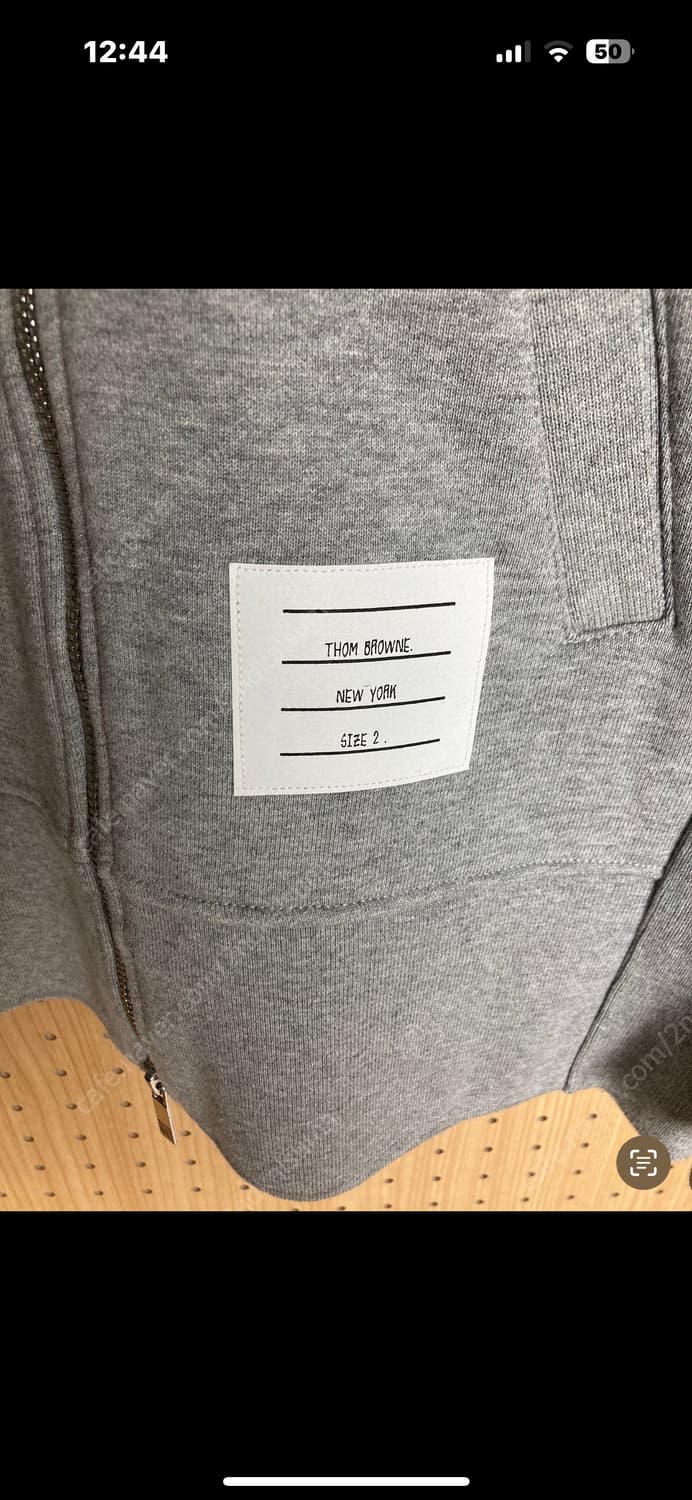 12:44
50
THOM BROWNE.
NEW YORK
SIZE 2.